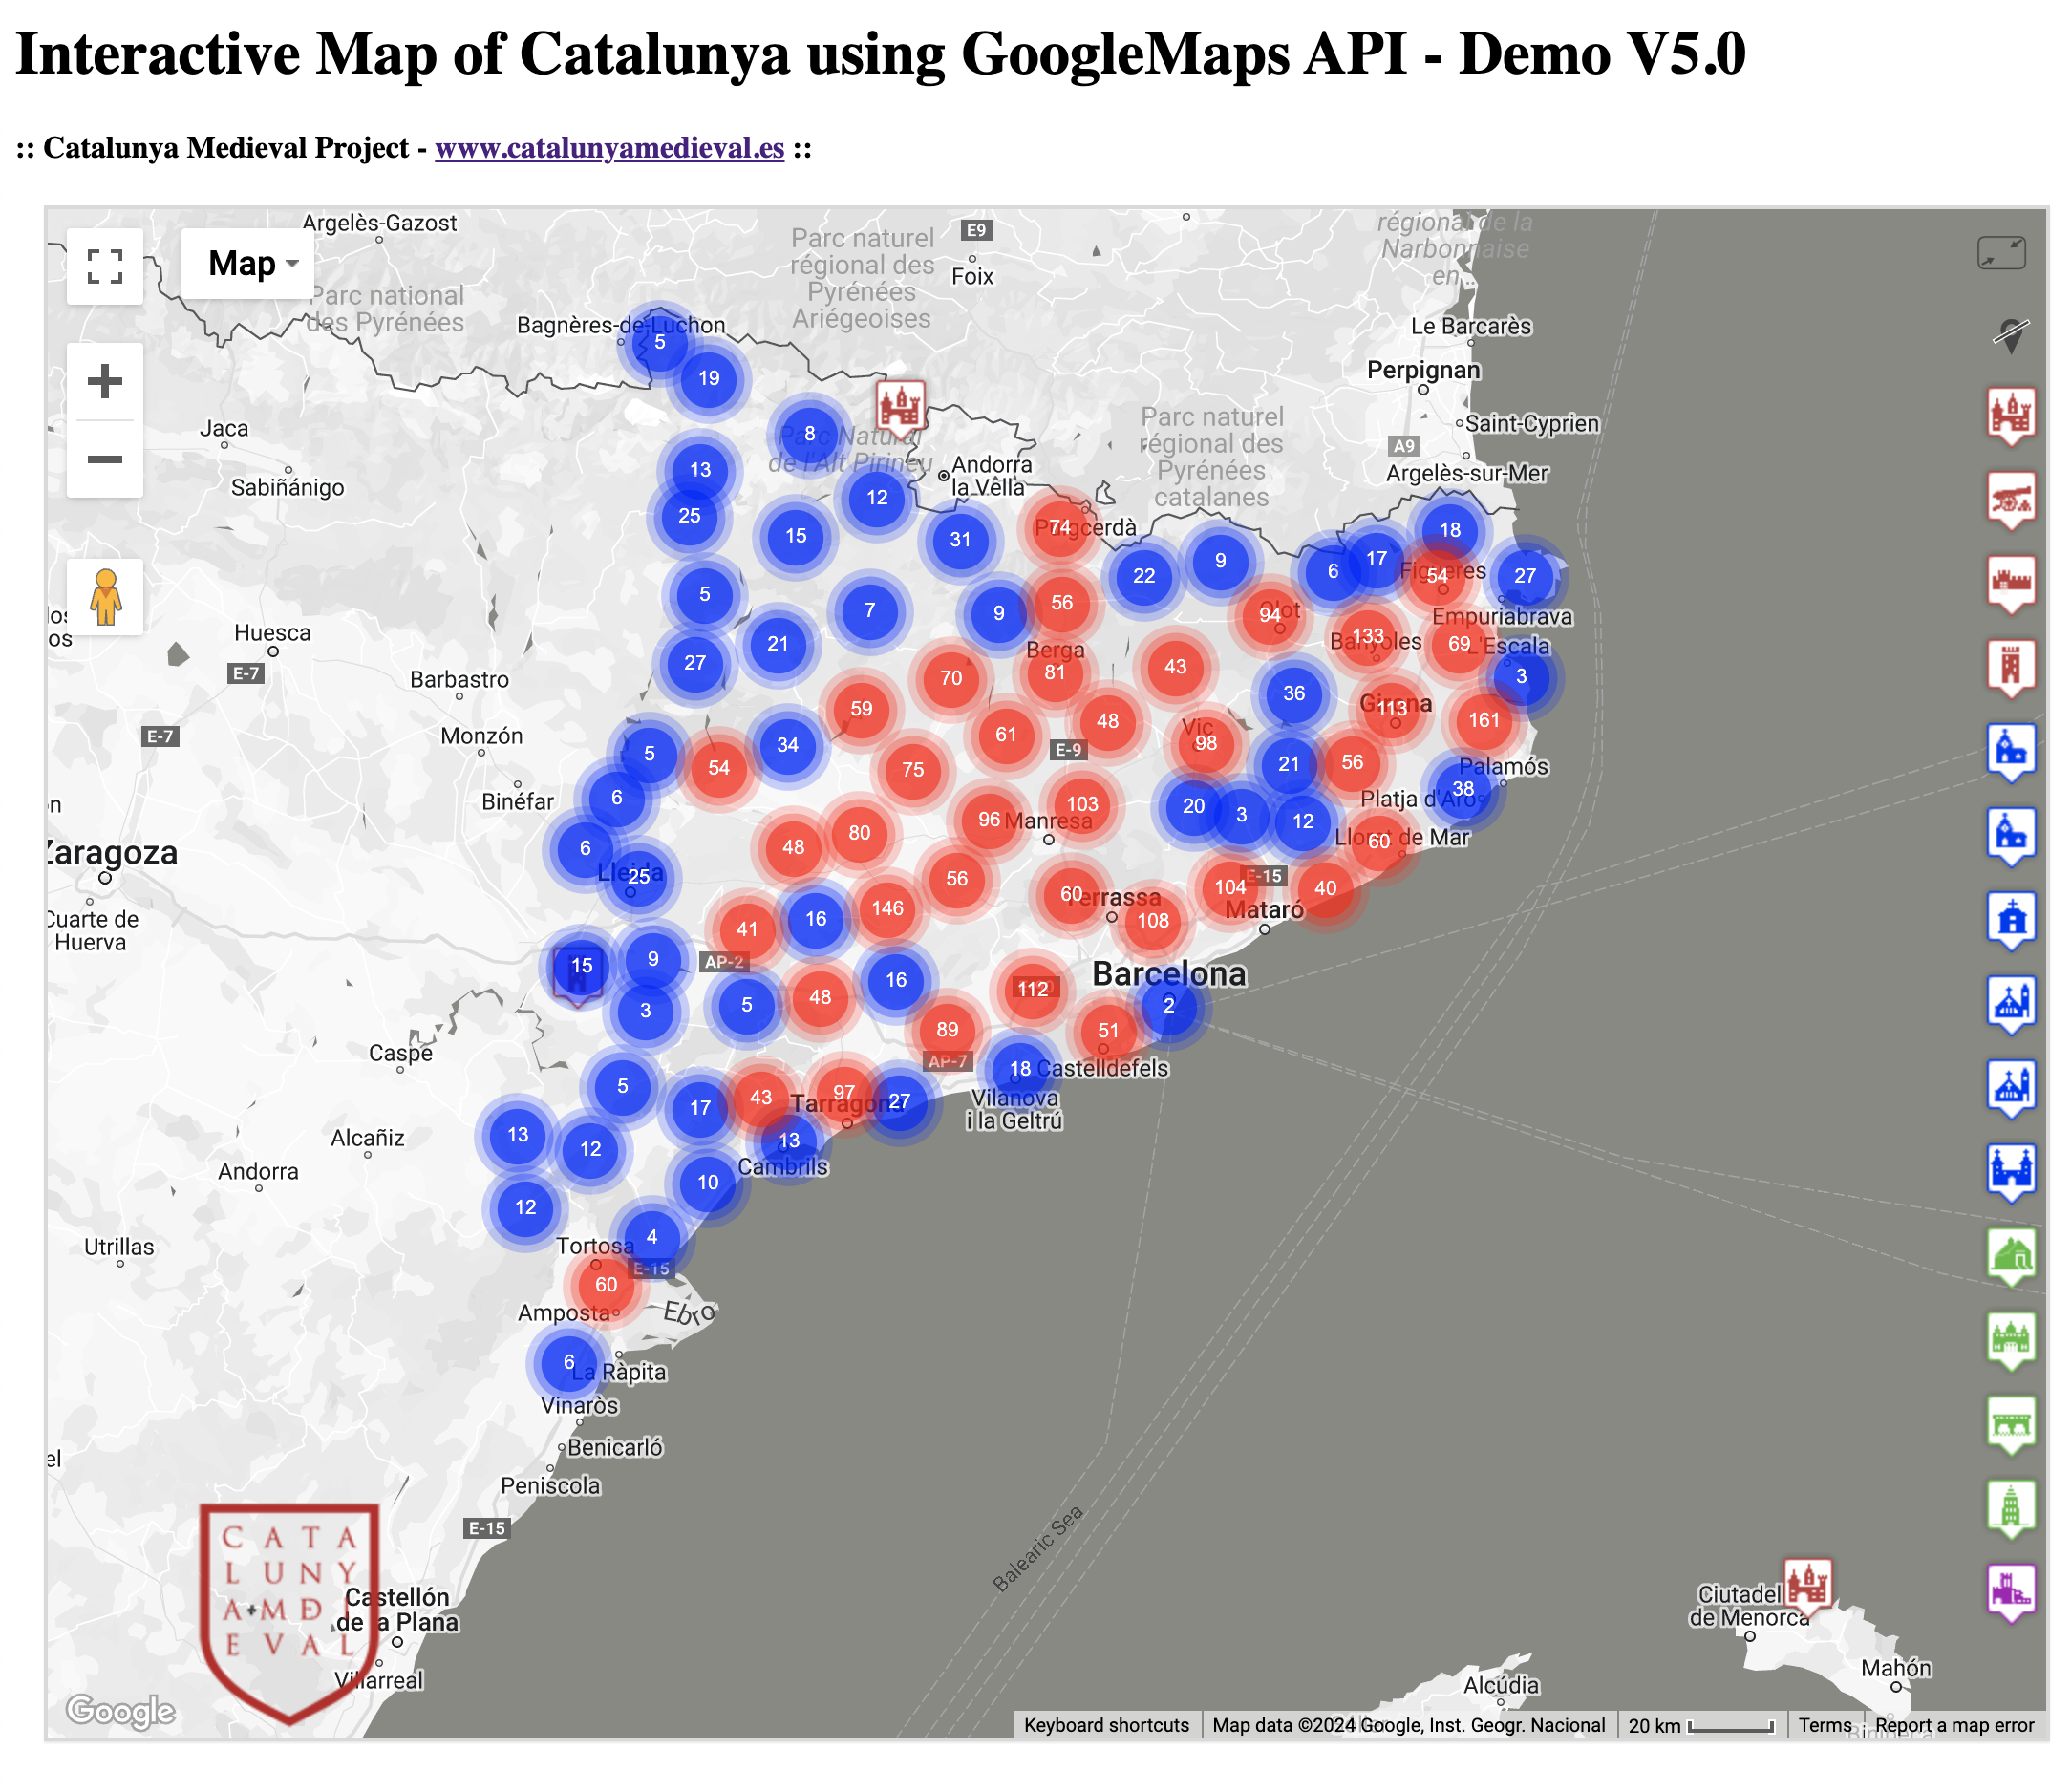 Interactive Map of Catalunya using GoogleMaps API - Demo V5.0
:: Catalunya Medieval Project - www.catalunyamedieval.es ::
Argelès-Gazost
Map
Parc national
des Pyrénées
Parc naturel
régional des
Pyrénées
Ariégeoises
E9
Foix
régional de la
Narbonnaise
en...
Bagnères-de-Luchon
5
19
Le Barcarès
Perpignan
Saint-Cyprien
A9
Argelès-sur-Mer
Parc naturel
régional des
Pyrénées
catalanes
Jaca
Sabiñánigo
8
Parc Natural
de l'Alt Pirineu
Andorra
la Vella
13
25
12
15
31
74
Puigcerdà
22
9
6
17
18
Figueres
54
27
Empuriabrava
5
7
9
56
Olot
94
Banyoles
133
69
L'Escala
3
Huesca
E-7
Barbastro
27
21
Berga
81
70
43
36
Girona
113
161
E-7
Monzón
59
61
48
Vic
98
E-9
5
54
34
75
21
56
Palamós
38
Platja d'Aro
Binéfar
6
96
Manresa
103
20
3
12
Lloret de Mar
60
Zaragoza
6
Lleida
25
48
80
56
60
Terrassa
104
E-15
40
Mataró
108
Cuarte de
Huerva
41
16
146
AP-2
15
9
Barcelona
2
3
5
48
16
112
89
51
AP-7
Caspe
18
Castelldefels
Vilanova
i la Geltrú
5
17
43
97
Tarragona
27
13
Cambrils
Alcañiz
Andorra
13
12
10
12
4
Utrillas
Tortosa
E-15
60
Amposta
Ebro
6
La Ràpita
Vinaròs
Benicarló
Peniscola
E-15
Balearic Sea
CATA
LUNY
A+MED
EVAL
Castellón
de la Plana
Villarreal
Ciutadel
de Menorca
Mahón
Alcúdia
Google
Keyboard shortcuts
Map data ©2024 Google, Inst. Geogr. Nacional
20 km
Terms
Report a map error